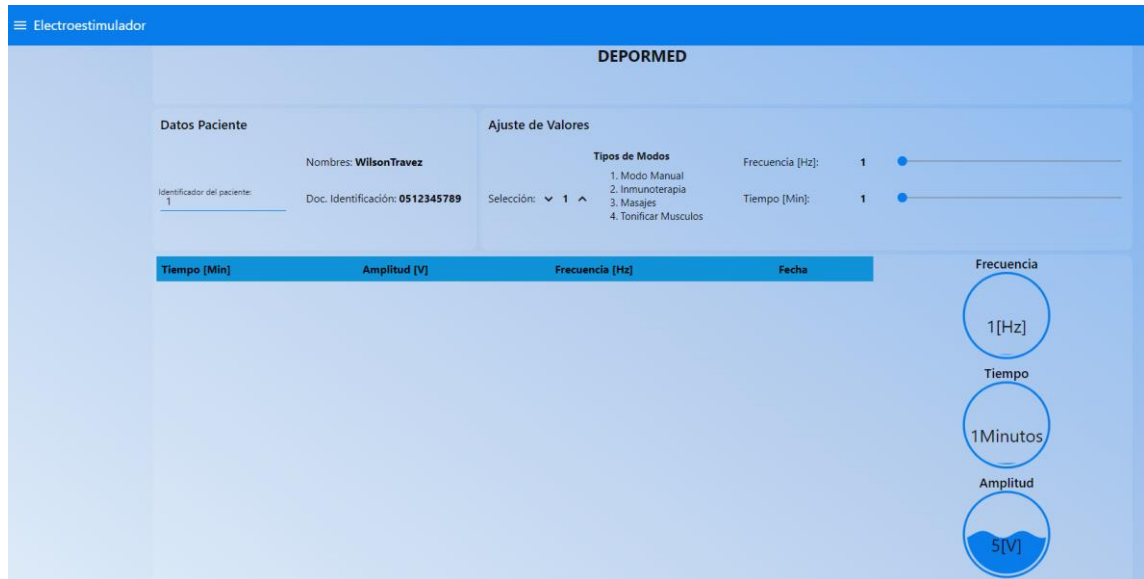 Electroestimulador
DEPORMED
Datos Paciente
Nombres: WilsonTravez
Identificador del paciente:
1
Doc. Identificación: 0512345789
Ajuste de Valores
Selección: 1
Tipos de Modos
1. Modo Manual
2. Inmunoterapia
3. Masajes
4. Tonificar Musculos
Frecuencia [Hz]: 1
Tiempo [Min]: 1
Tiempo [Min] Amplitud [V] Frecuencia [Hz] Fecha
Frecuencia
1[Hz]
Tiempo
1Minutos
Amplitud
5[V]